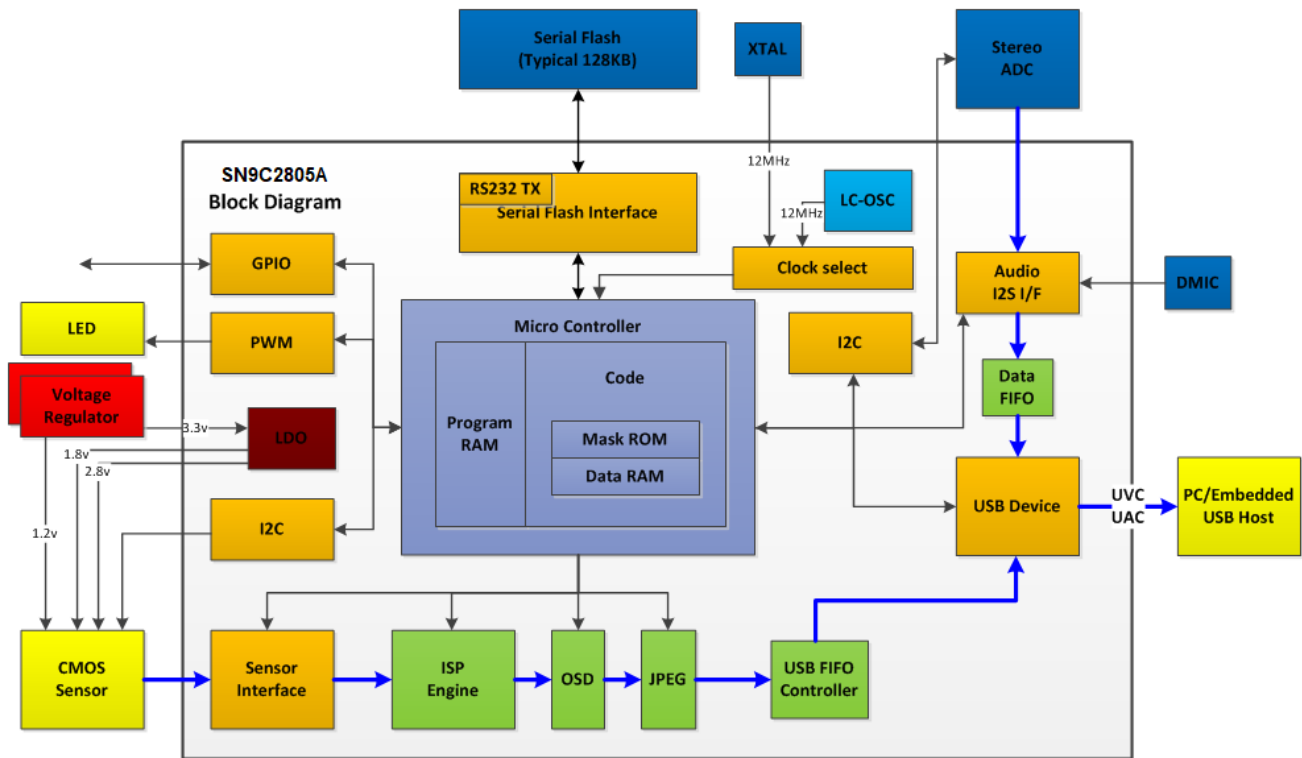 Serial Flash
(Typical 128KB)
XTAL
Stereo
ADC
12MHz
SN9C2805A
Block Diagram
RS232 TX
Serial Flash Interface
LC-OSC
12MHz
Clock select
GPIO
Audio
I2S I/F
DMIC
LED
PWM
Micro Controller
I2C
Code
Data
FIFO
Voltage
Regulator
3.3v
LDO
Program
RAM
Mask ROM
Data RAM
1.8v
2.8v
1.2v
I2C
USB Device
UVC
UAC
PC/Embedded
USB Host
CMOS
Sensor
Sensor
Interface
ISP
Engine
OSD
JPEG
USB FIFO
Controller